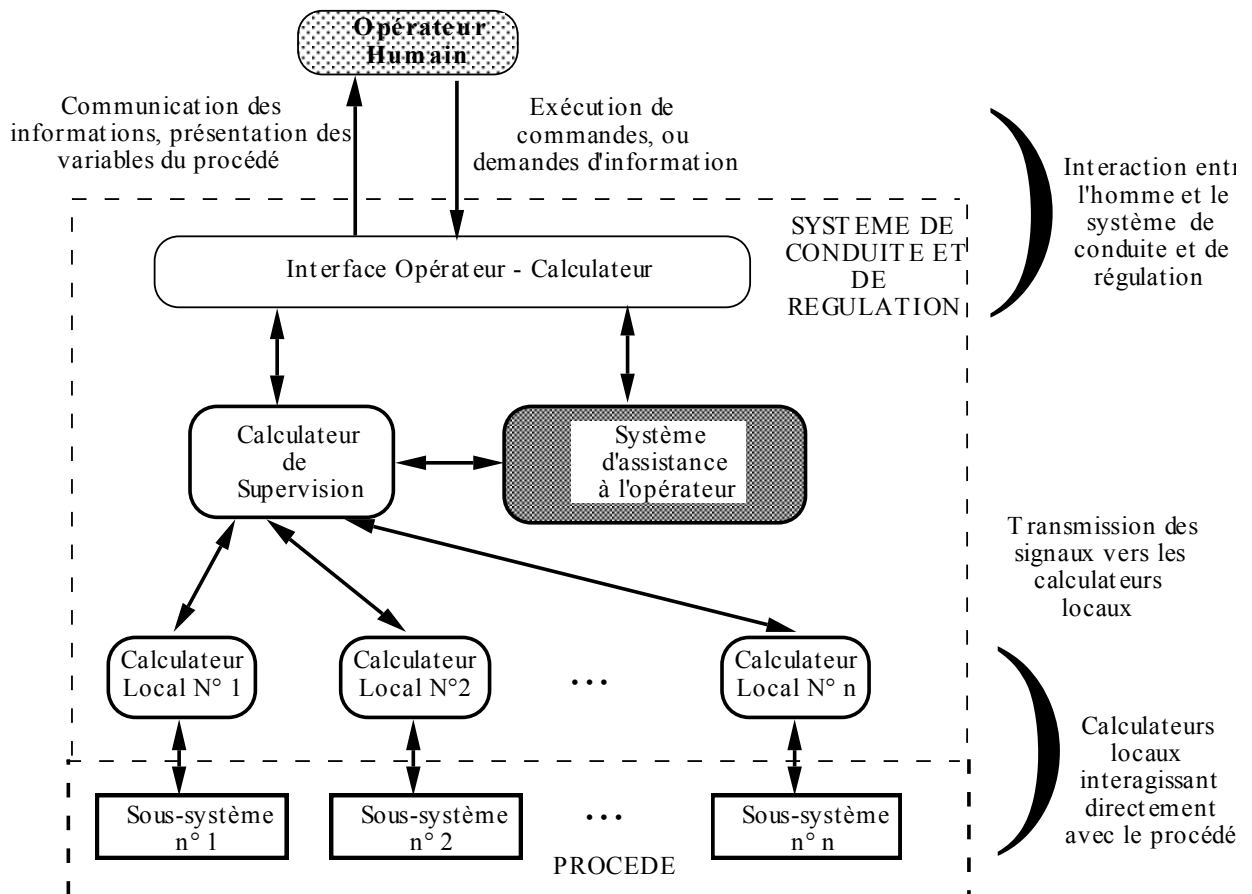 Opérateur
Humain
Communication des
informations, présentation des
variables du procédé
Exécution de
commandes, ou
demandes d'information
Interaction entr
l'homme et le
système de
conduite et de
régulation
SYSTEME DE
CONDUITE ET
DE
REGULATION
Interface Opérateur - Calculateur
Calculateur
de
Supervision
Système
d'assistance
à l'opérateur
Transmission des
signaux vers les
calculateurs
locaux
Calculateur
Local N° 1
Calculateur
Local N°2
...
Calculateur
Local N° n
Calculateurs
locaux
interagissant
directement
avec le procédé
Sous-système
n° 1
Sous-système
n° 2
...
Sous-système
n° n
PROCEDE